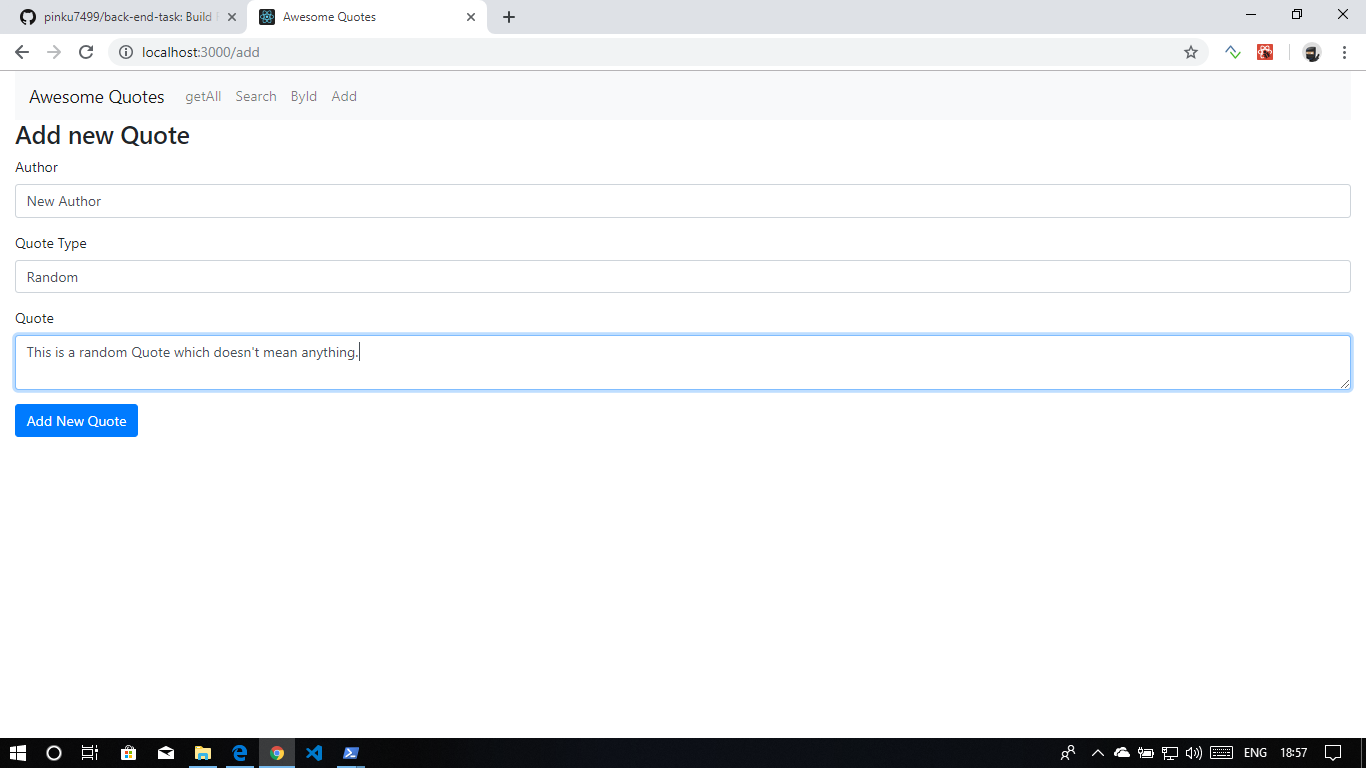 pinku7499/back-end-task: Build
Awesome Quotes
localhost:3000/add
Awesome Quotes getAll Search ById Add
Add new Quote
Author
New Author
Quote Type
Random
Quote
This is a random Quote which doesn't mean anything.
Add New Quote
ENG 18:57